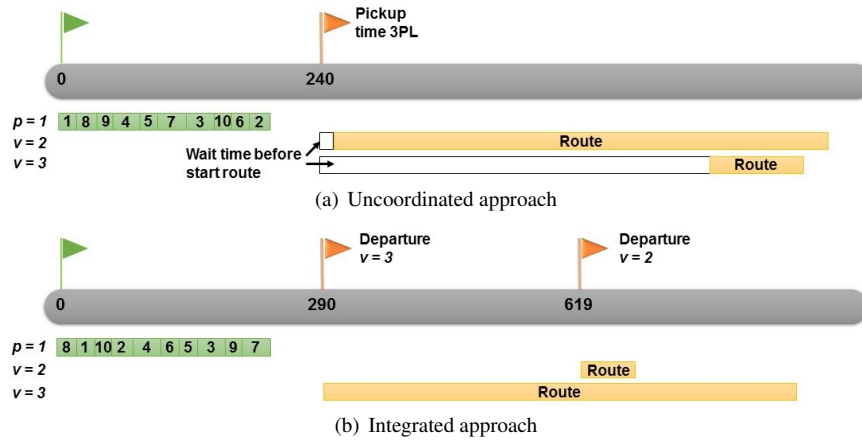 Pickup
time 3PL
0 240
p = 1 1 8 9 4 5 7 3 10 6 2
v = 2 Route
v = 3 Wait time before
start route Route
(a) Uncoordinated approach
Departure
v = 3
Departure
v = 2
0 290 619
p = 1 8 1 10 2 4 6 5 3 9 7
v = 2 Route
v = 3 Route
(b) Integrated approach